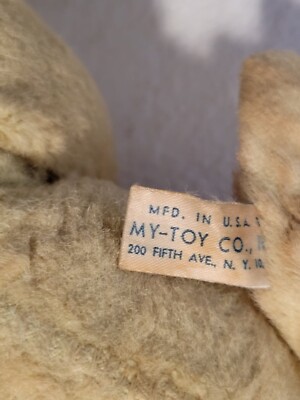 MFD. IN U.S.A
MY-TOY CO.,
200 FIFTH AVE., N. Y.